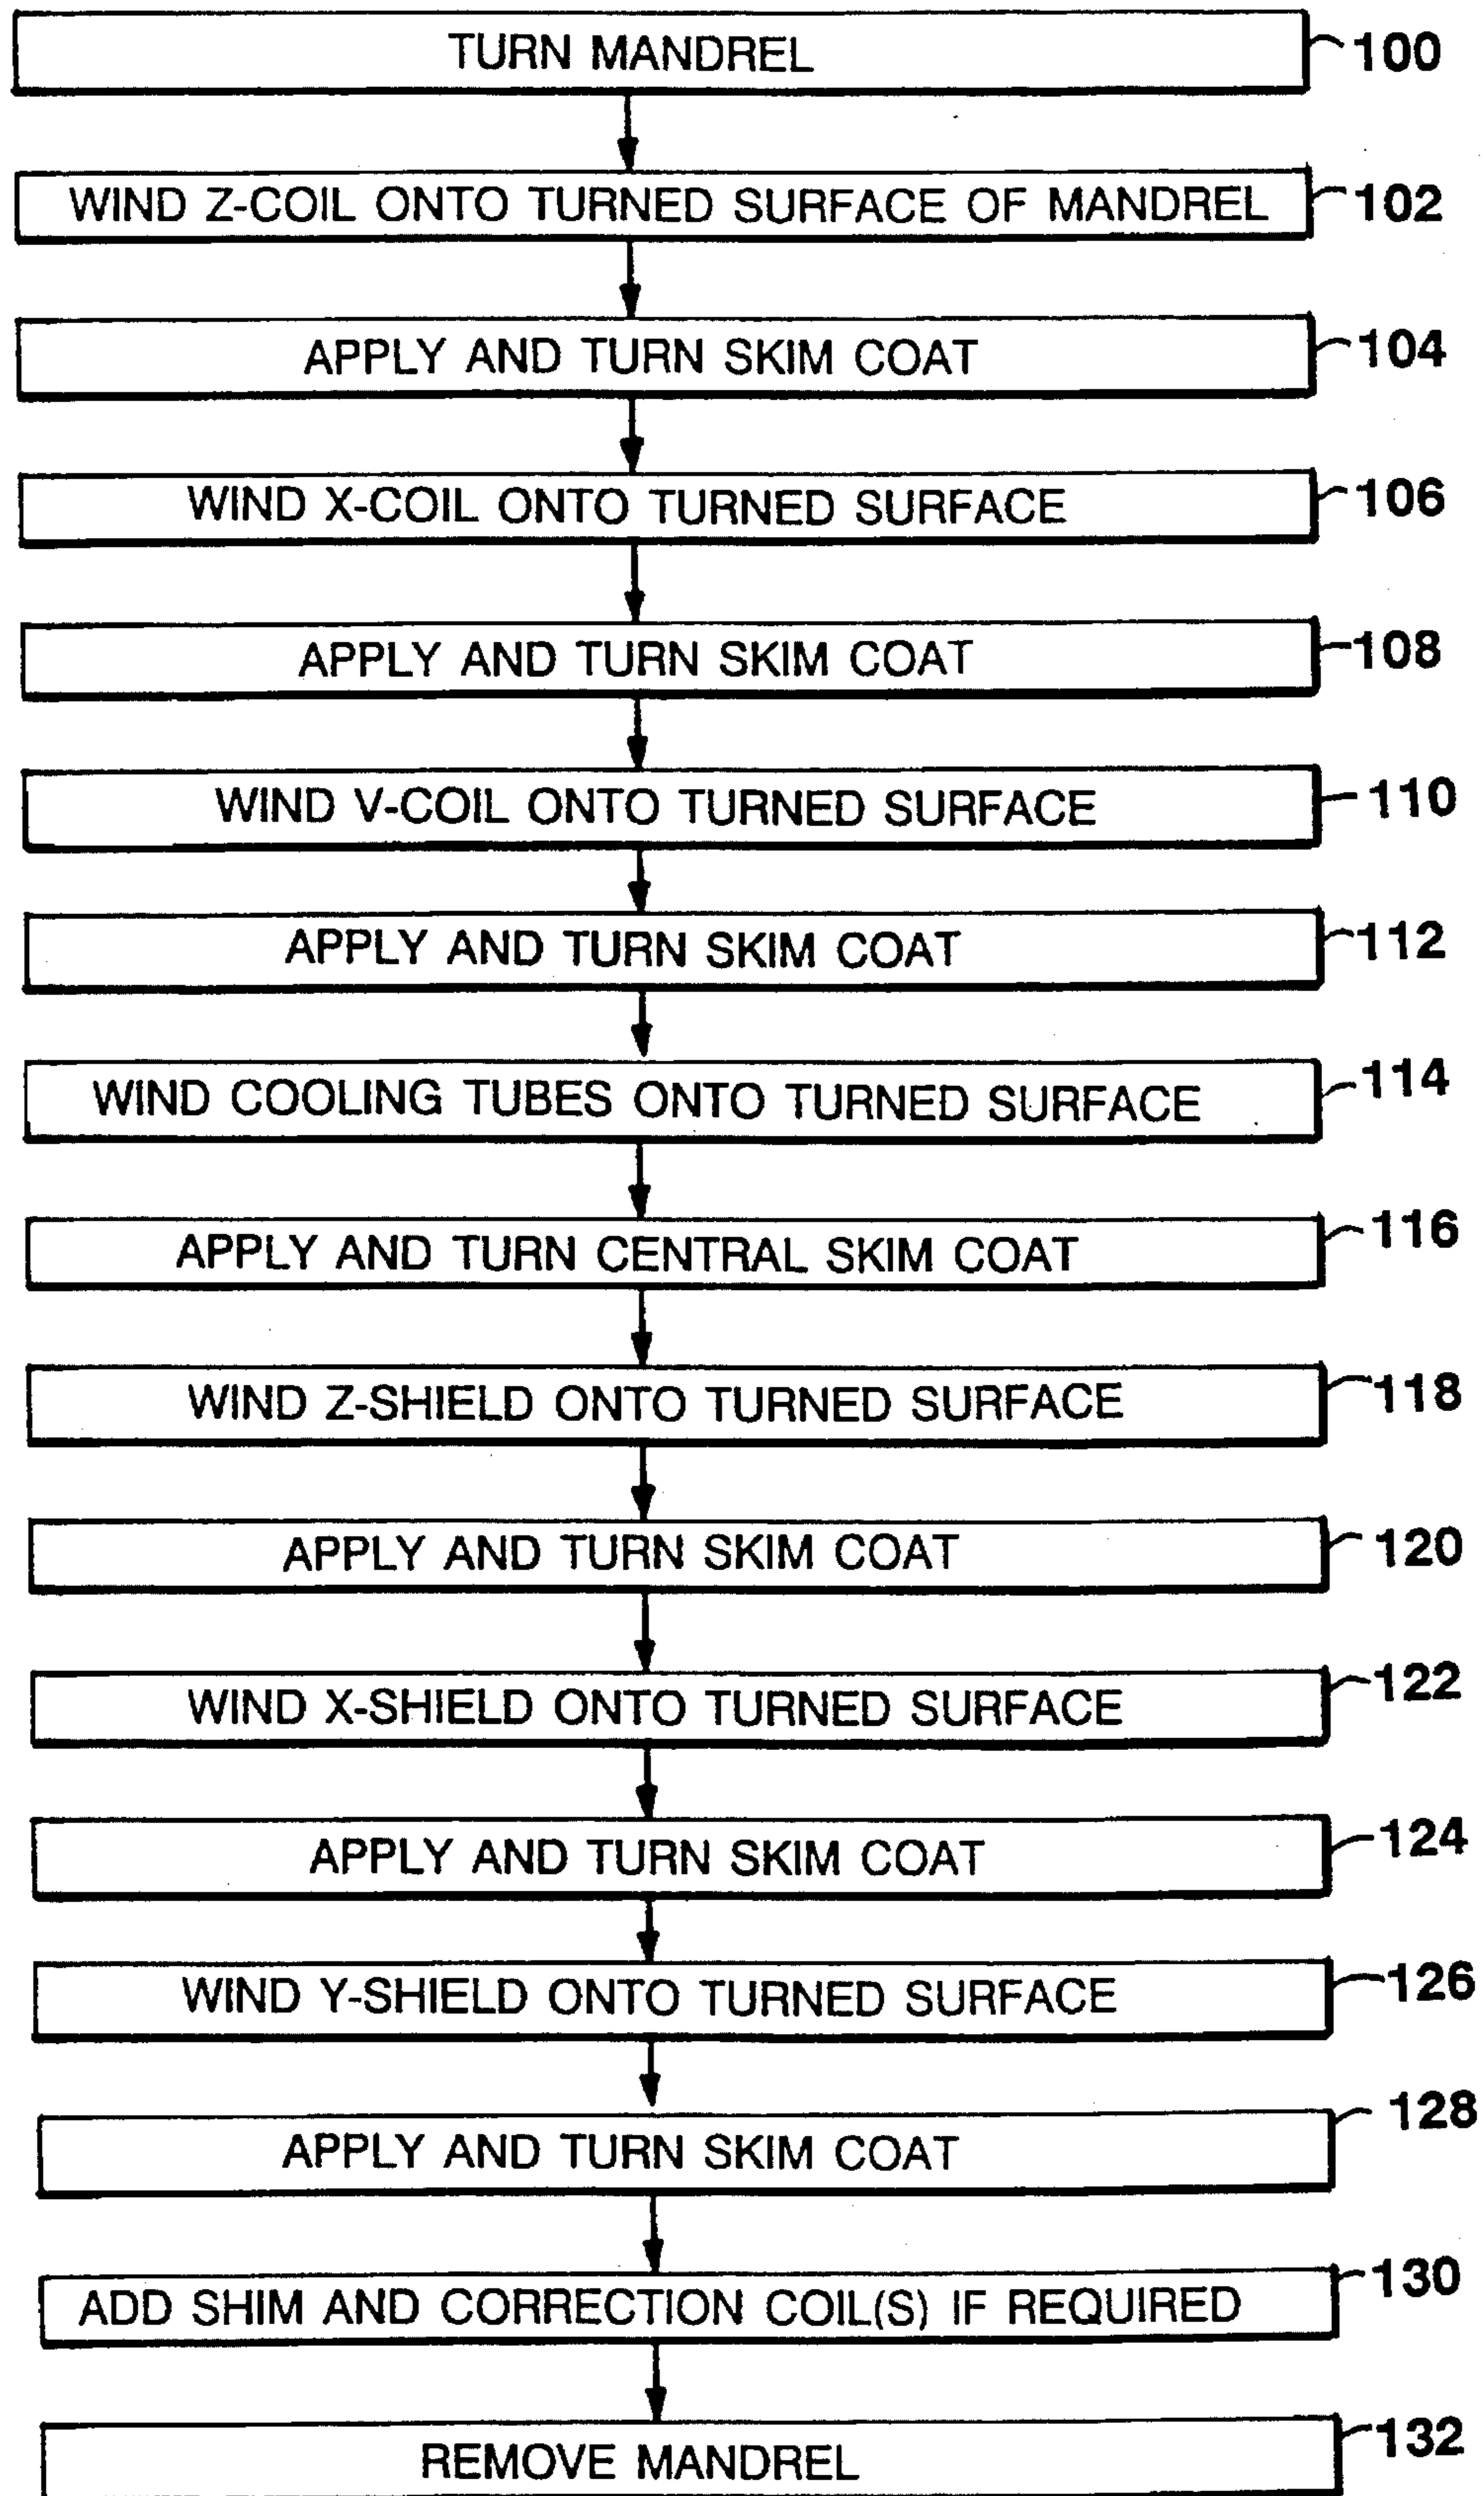 TURN MANDREL 100
WIND Z-COIL ONTO TURNED SURFACE OF MANDREL 102
APPLY AND TURN SKIM COAT 104
WIND X-COIL ONTO TURNED SURFACE 106
APPLY AND TURN SKIM COAT 108
WIND V-COIL ONTO TURNED SURFACE 110
APPLY AND TURN SKIM COAT 112
WIND COOLING TUBES ONTO TURNED SURFACE 114
APPLY AND TURN CENTRAL SKIM COAT 116
WIND Z-SHIELD ONTO TURNED SURFACE 118
APPLY AND TURN SKIM COAT 120
WIND X-SHIELD ONTO TURNED SURFACE 122
APPLY AND TURN SKIM COAT 124
WIND Y-SHIELD ONTO TURNED SURFACE 126
APPLY AND TURN SKIM COAT 128
ADD SHIM AND CORRECTION COIL(S) IF REQUIRED 130
REMOVE MANDREL 132